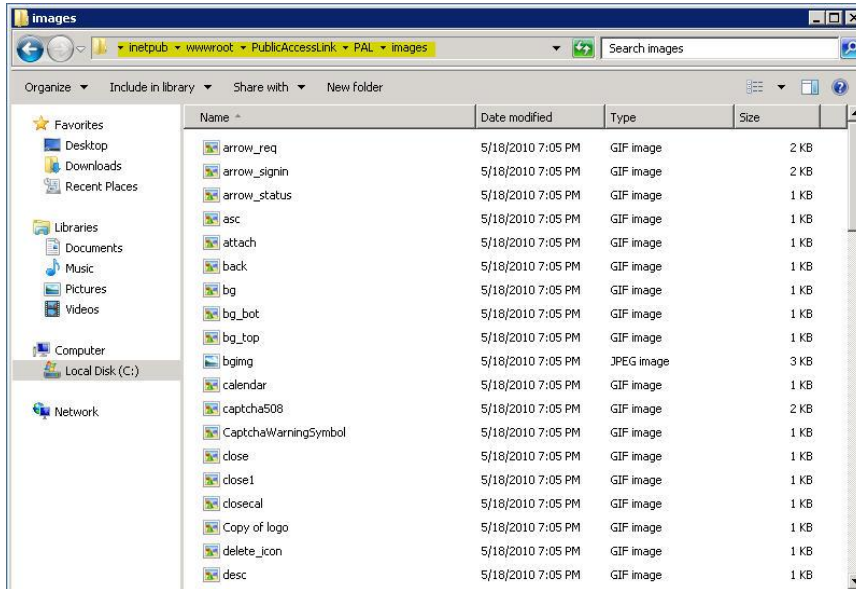 images
inetpub wwwroot PublicAccessLink PAL images
Search images
Organize Include in library Share with New folder
Favorites
Desktop
Downloads
Recent Places
Libraries
Documents
Music
Pictures
Videos
Computer
Local Disk (C:)
Network
Name Date modified Type Size
arrow_req 5/18/2010 7:05 PM GIF image 2 KB
arrow_signin 5/18/2010 7:05 PM GIF image 2 KB
arrow_status 5/18/2010 7:05 PM GIF image 1 KB
asc 5/18/2010 7:05 PM GIF image 1 KB
attach 5/18/2010 7:05 PM GIF image 1 KB
back 5/18/2010 7:05 PM GIF image 1 KB
bg 5/18/2010 7:05 PM GIF image 1 KB
bg_bot 5/18/2010 7:05 PM GIF image 1 KB
bg_top 5/18/2010 7:05 PM GIF image 1 KB
bgimg 5/18/2010 7:05 PM JPEG image 3 KB
calendar 5/18/2010 7:05 PM GIF image 1 KB
captcha508 5/18/2010 7:05 PM GIF image 2 KB
CaptchaWarningSymbol 5/18/2010 7:05 PM GIF image 1 KB
close 5/18/2010 7:05 PM GIF image 1 KB
close1 5/18/2010 7:05 PM GIF image 1 KB
closecal 5/18/2010 7:05 PM GIF image 1 KB
Copy of logo 5/18/2010 7:05 PM GIF image 1 KB
delete_icon 5/18/2010 7:05 PM GIF image 1 KB
desc 5/18/2010 7:05 PM GIF image 1 KB